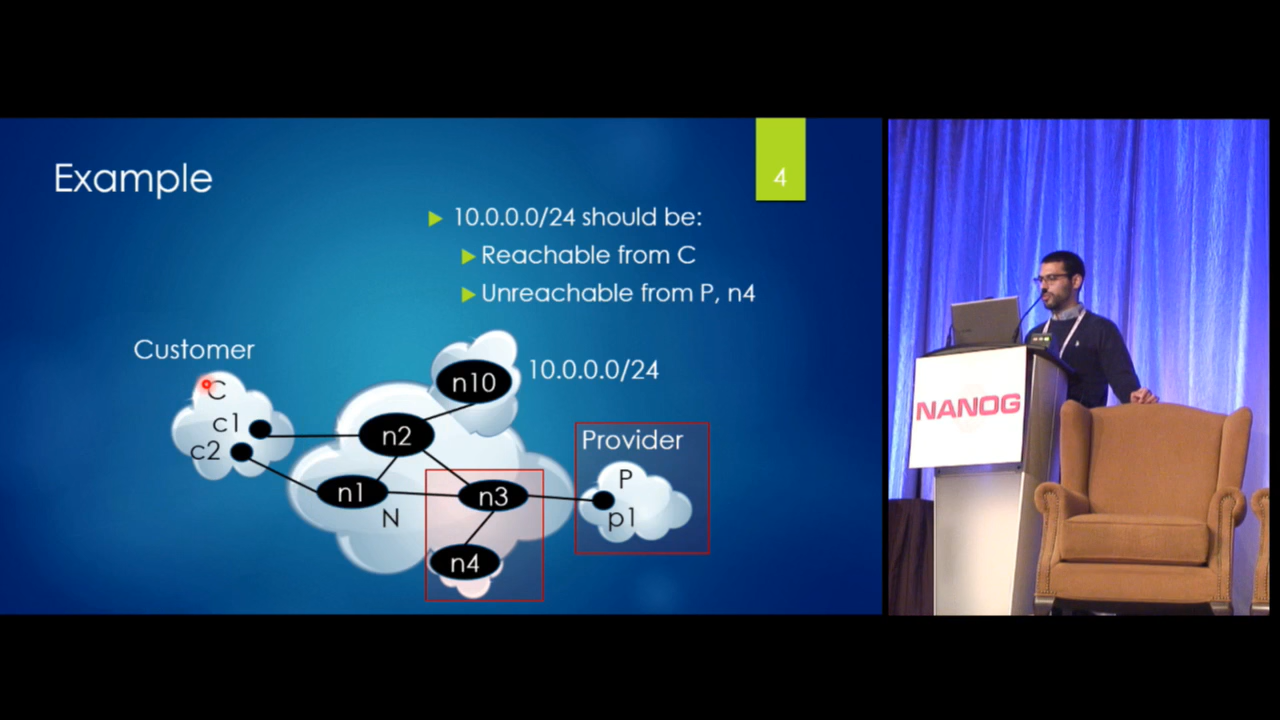 Example
4
10.0.0.0/24 should be:
Reachable from C
Unreachable from P, n4
Customer
C
c1
c2
n10
10.0.0.0/24
n2
n1
N
n3
n4
Provider
P
p1
NANOG